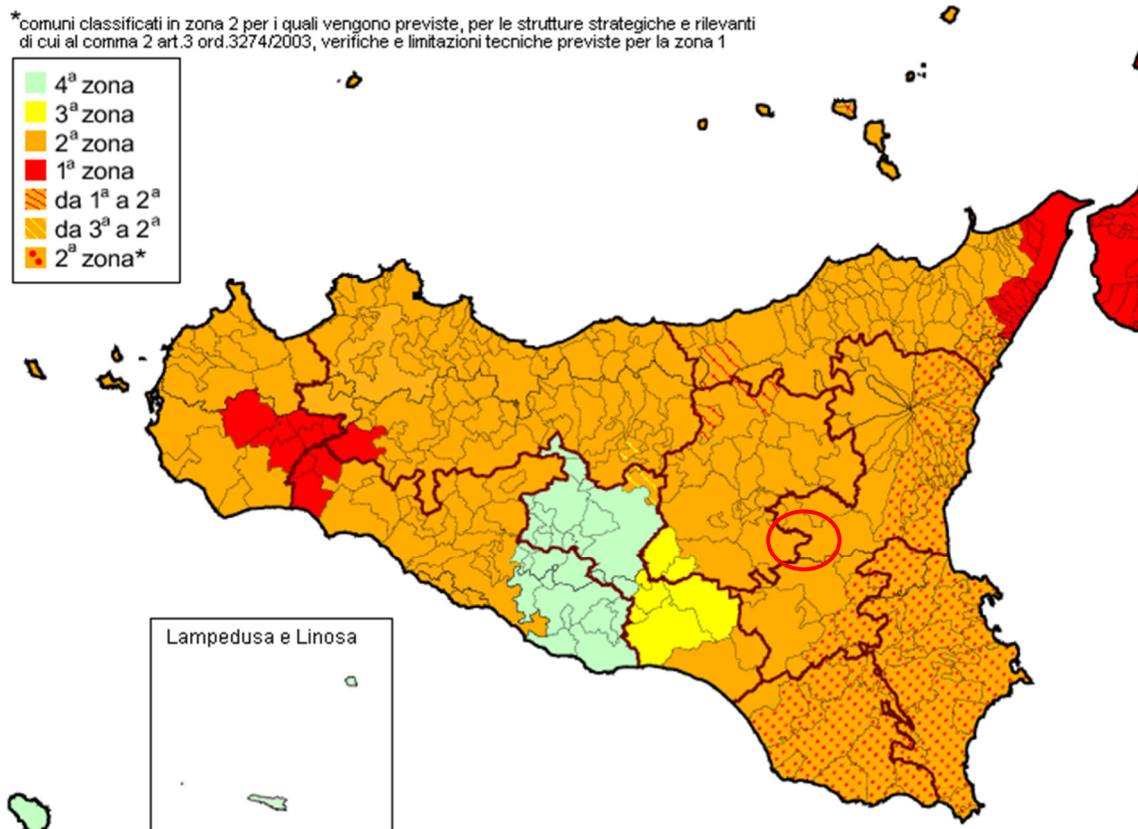 *comuni classificati in zona 2 per i quali vengono previste, per le strutture strategiche e rilevanti
di cui al comma 2 art.3 ord.3274/2003, verifiche e limitazioni tecniche previste per la zona 1
4ª zona
3ª zona
2ª zona
1ª zona
da 1ª a 2ª
da 3ª a 2ª
2ª zona*
Lampedusa e Linosa